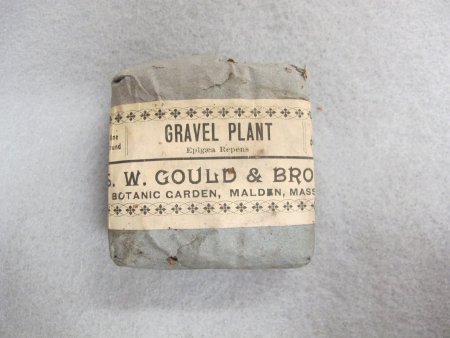 GRAVEL PLANT
Epigæa Repens
S. W. GOULD & BRO
BOTANIC GARDEN, MALDEN, MASS